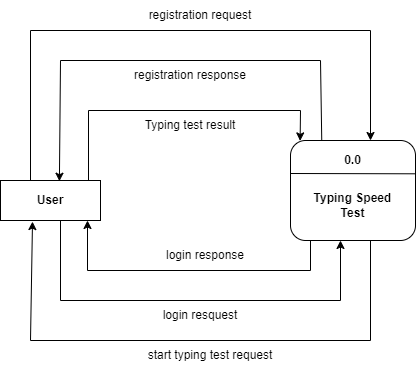 registration request
registration response
Typing test result
0.0
User
Typing Speed
Test
login response
login resquest
start typing test request